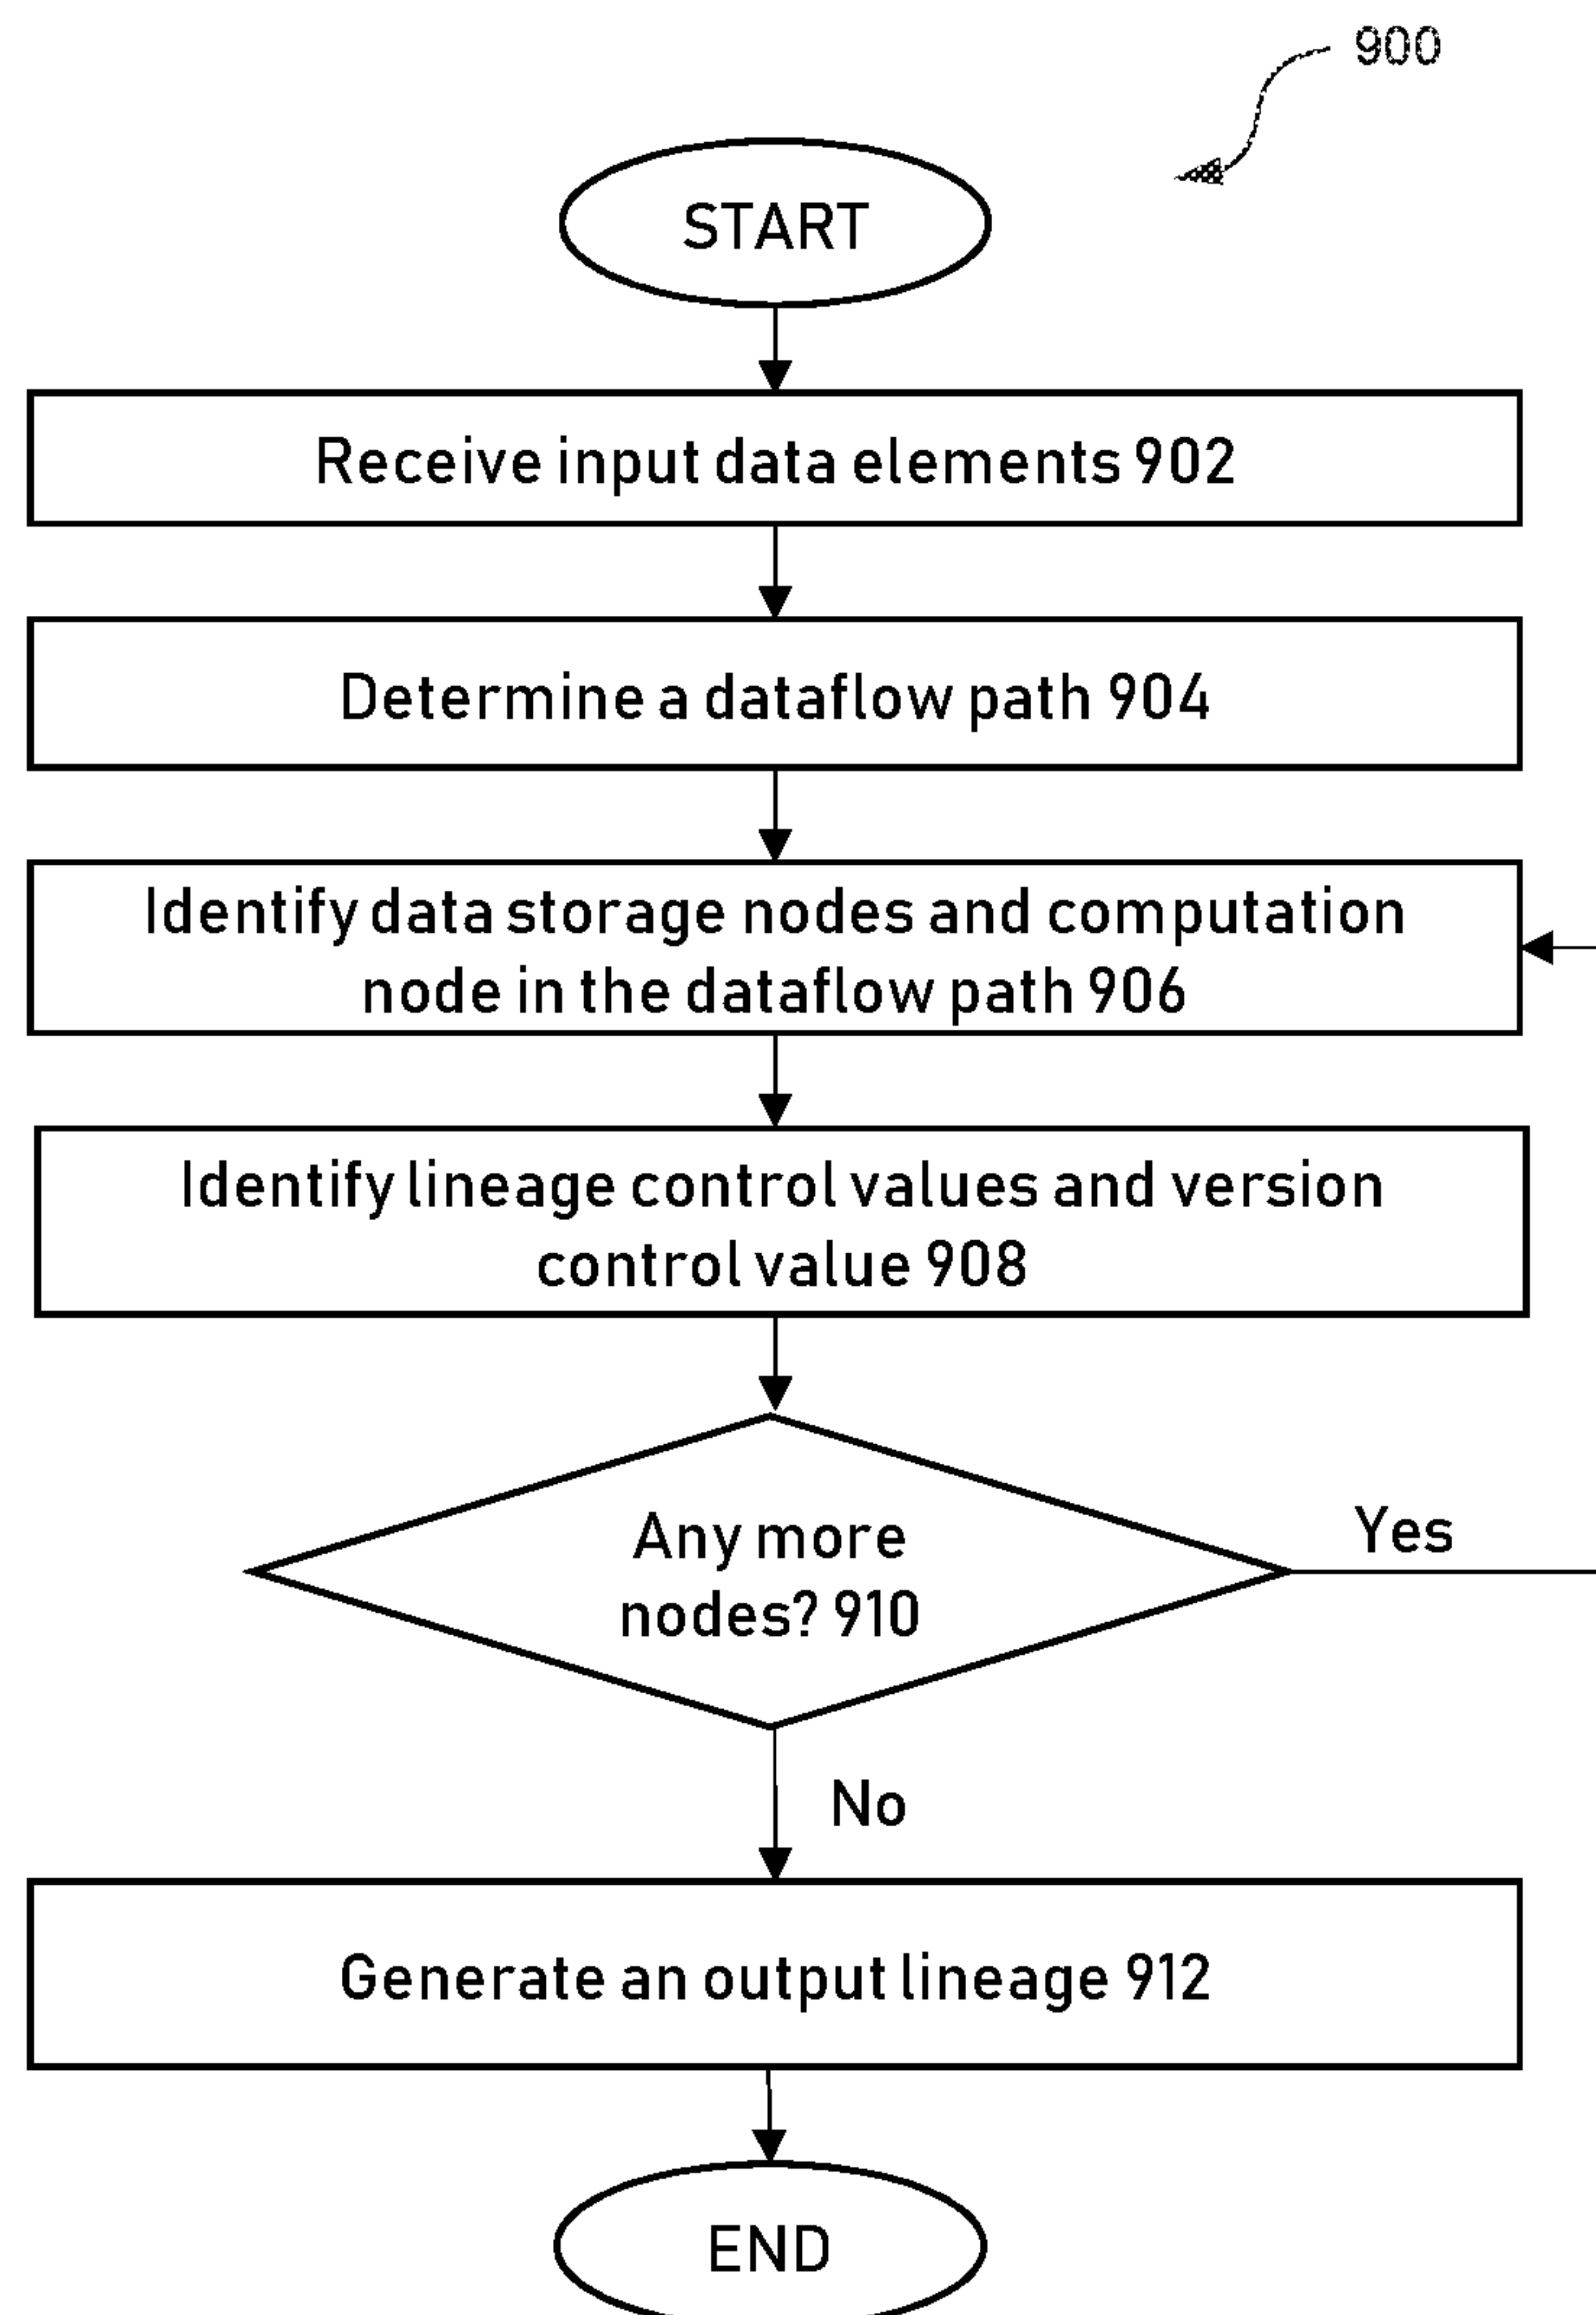 900
START
Receive input data elements 902
Determine a dataflow path 904
Identify data storage nodes and computation
node in the dataflow path 906
Identify lineage control values and version
control value 908
Any more
nodes? 910
Yes
No
Generate an output lineage 912
END